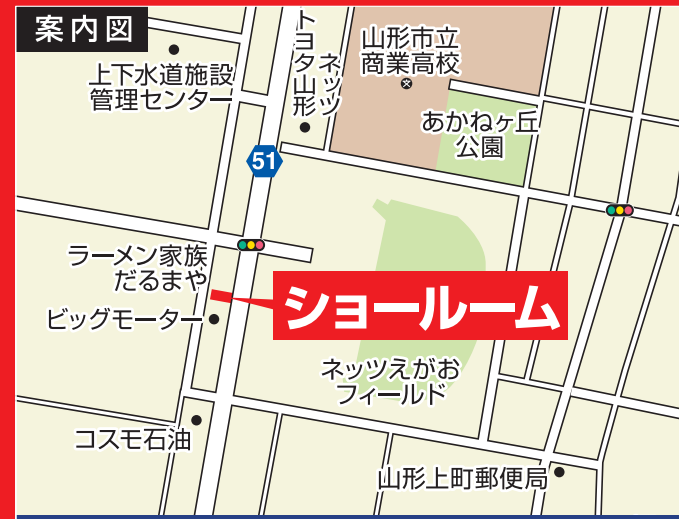 案内図
上下水道施設
管理センター
ネッツ
トヨタ山形
山形市立
商業高校
あかねヶ丘
公園
51
ラーメン家族
だるまや
ショールーム
ビッグモーター
ネッツえがお
フィールド
コスモ石油
山形上町郵便局